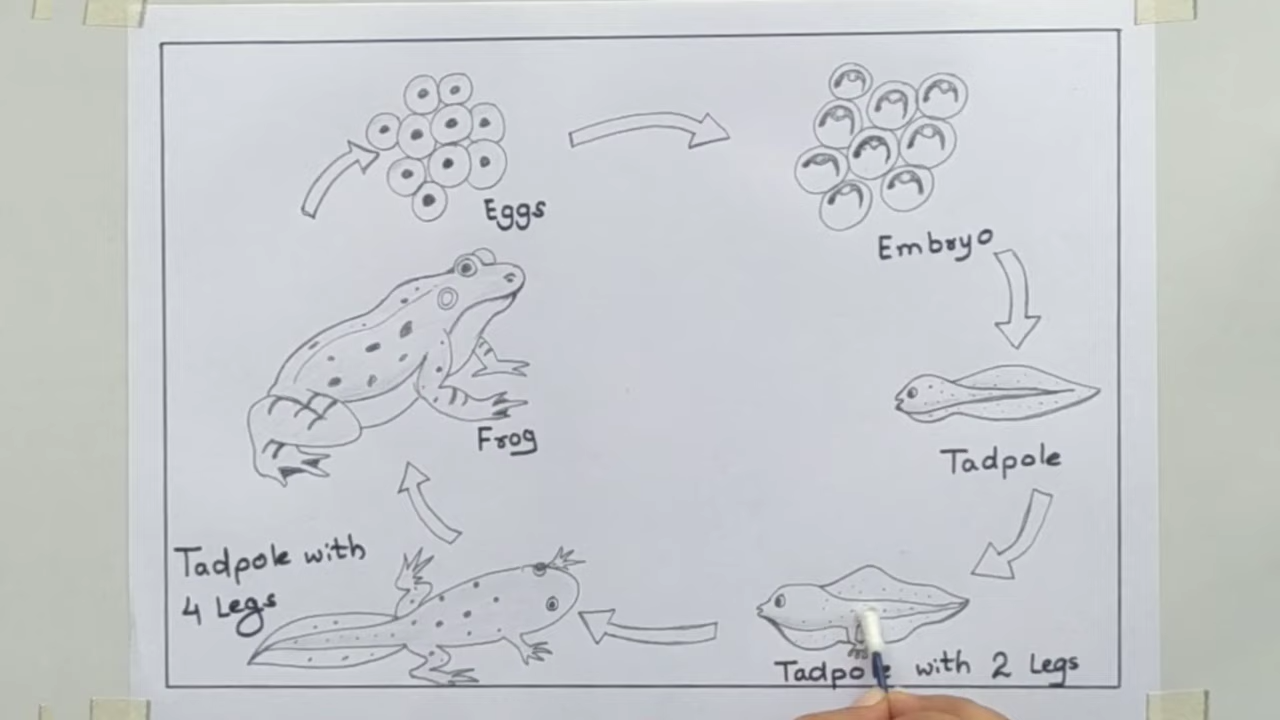 Eggs
Embryo
Tadpole
Tadpole with 2 Legs
Tadpole with
4 Legs
Frog